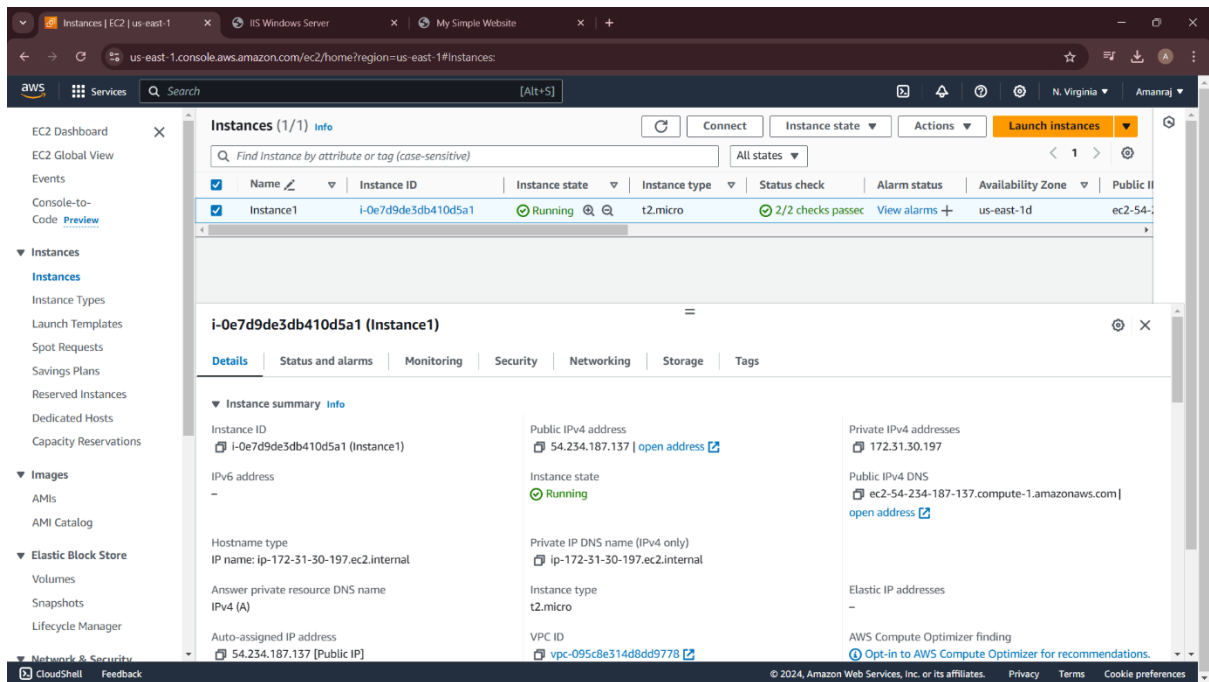 Instances | EC2 | us-east-1
IIS Windows Server
My Simple Website
us-east-1.console.aws.amazon.com/ec2/home?region=us-east-1#Instances:
A
aws
Services
Search
[Alt+S]
N. Virginia
Amanraj
EC2 Dashboard
EC2 Global View
Events
Console-to-
Code Preview
Instances
Instances
Instance Types
Launch Templates
Spot Requests
Savings Plans
Reserved Instances
Dedicated Hosts
Capacity Reservations
Images
AMIs
AMI Catalog
Elastic Block Store
Volumes
Snapshots
Lifecycle Manager
Network & Security
Instances (1/1) Info
Connect
Instance state
Actions
Launch instances
Find Instance by attribute or tag (case-sensitive)
All states
1
Name Instance ID Instance state Instance type Status check Alarm status Availability Zone Public
Instance1 i-0e7d9de3db410d5a1 Running t2.micro 2/2 checks passec View alarms + us-east-1d ec2-54-
i-0e7d9de3db410d5a1 (Instance1)
Details Status and alarms Monitoring Security Networking Storage Tags
Instance summary Info
Instance ID
i-0e7d9de3db410d5a1 (Instance1)
Public IPv4 address
54.234.187.137 | open address
Private IPv4 addresses
172.31.30.197
IPv6 address
–
Instance state
Running
Public IPv4 DNS
ec2-54-234-187-137.compute-1.amazonaws.com |
open address
Hostname type
IP name: ip-172-31-30-197.ec2.internal
Private IP DNS name (IPv4 only)
ip-172-31-30-197.ec2.internal
Answer private resource DNS name
IPv4 (A)
Instance type
t2.micro
Elastic IP addresses
–
Auto-assigned IP address
54.234.187.137 [Public IP]
VPC ID
vpc-095c8e314d8dd9778
AWS Compute Optimizer finding
Opt-in to AWS Compute Optimizer for recommendations.
CloudShell Feedback
© 2024, Amazon Web Services, Inc. or its affiliates. Privacy Terms Cookie preferences